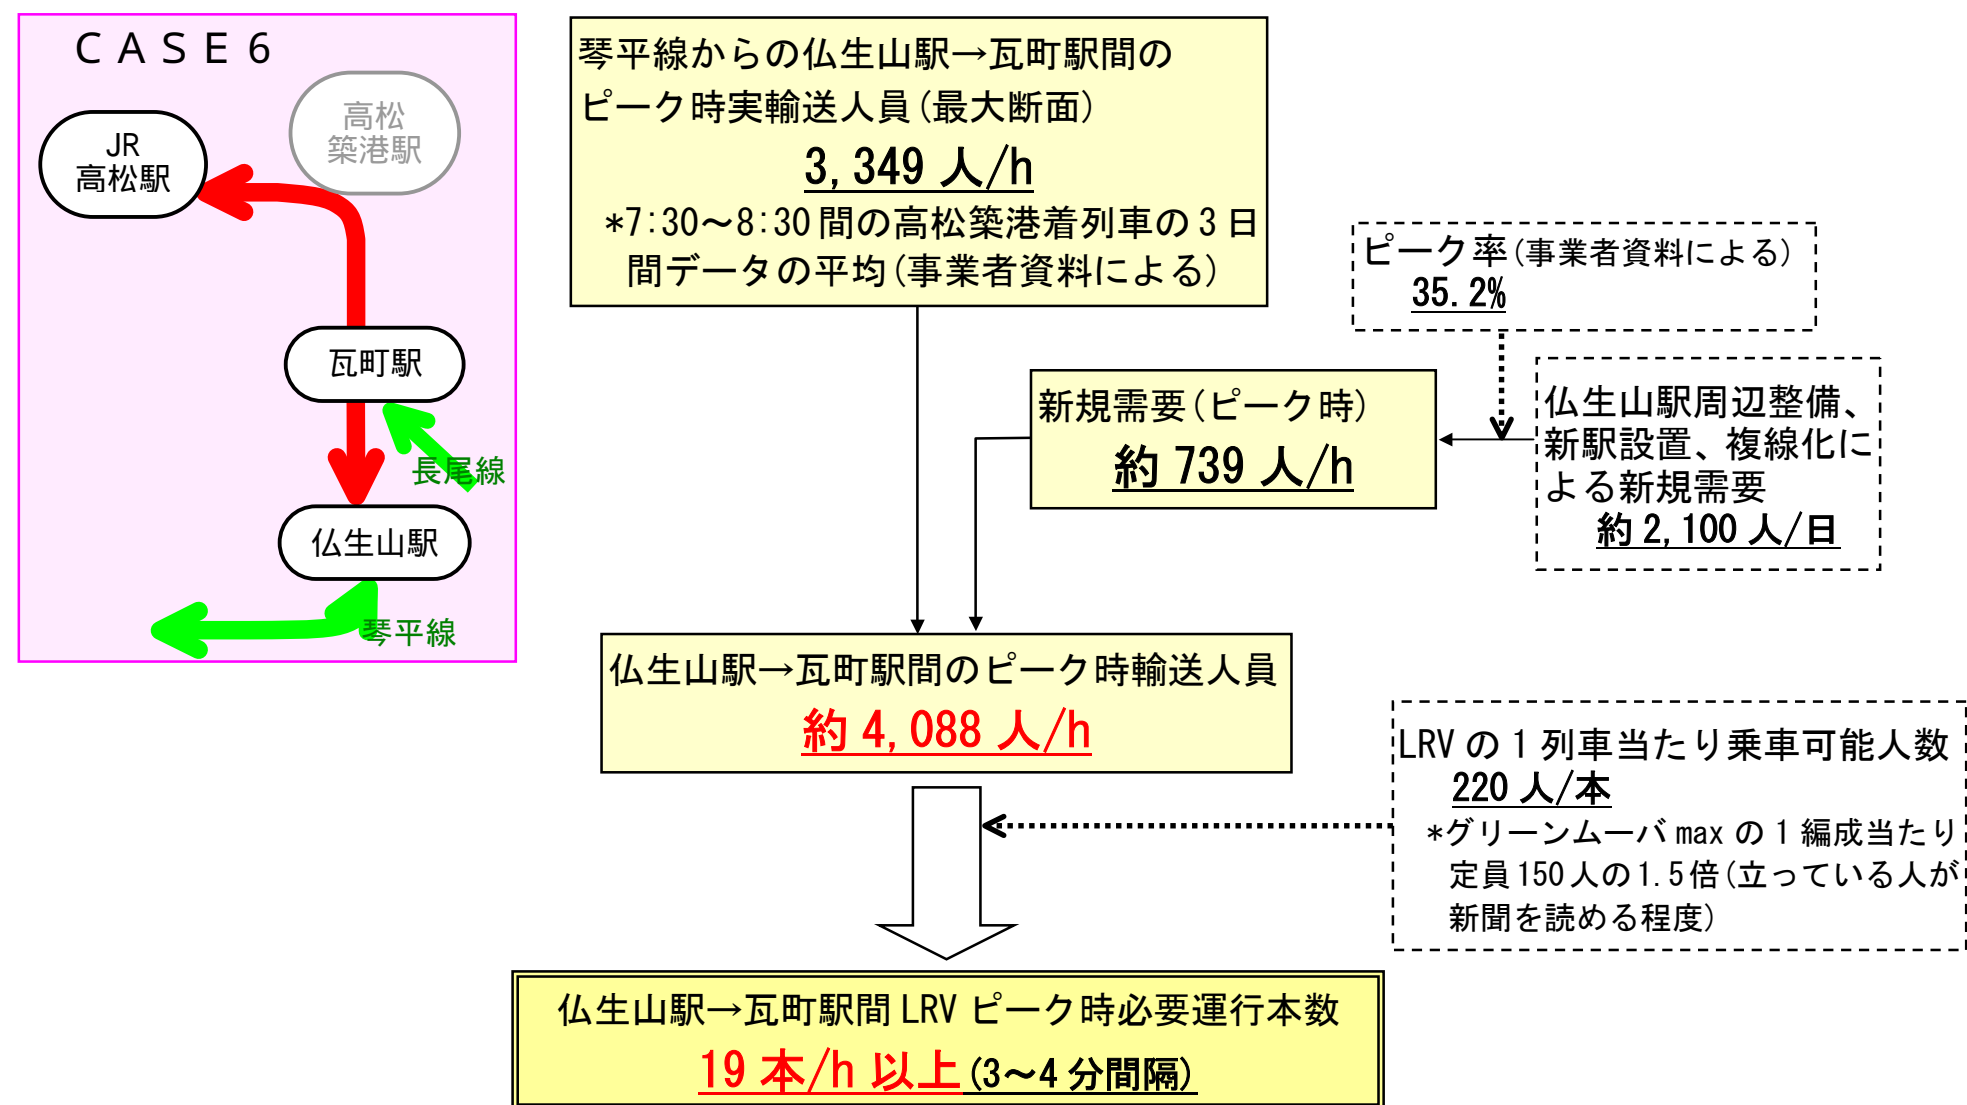 CASE6
高松
築港駅
JR
高松駅
瓦町駅
長尾線
仏生山駅
琴平線
琴平線からの仏生山駅→瓦町駅間の
ピーク時実輸送人員(最大断面)
3,349 人/h
*7:30～8:30間の高松築港着列車の3日
間データの平均(事業者資料による)
ピーク率(事業者資料による)
35.2%
新規需要(ピーク時)
約 739 人/h
仏生山駅周辺整備、
新駅設置、複線化に
よる新規需要
約 2,100 人/日
仏生山駅→瓦町駅間のピーク時輸送人員
約 4,088 人/h
LRV の 1 列車当たり乗車可能人数
220 人/本
*グリーンムーバ max の 1 編成当たり
定員150人の1.5倍(立っている人が
新聞を読める程度)
仏生山駅→瓦町駅間 LRV ピーク時必要運行本数
19 本/h 以上(3～4 分間隔)